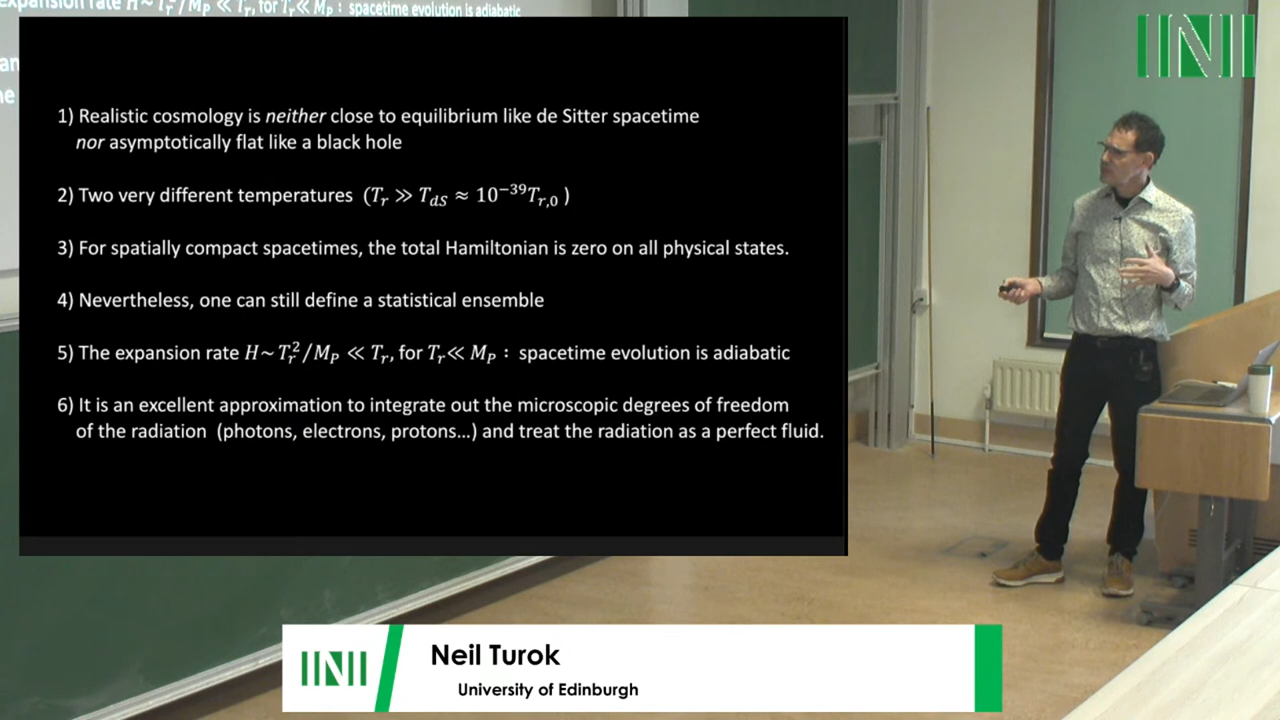 expansion rate H~ T_r^2/M_P ≪ T_r, for T_r≪ M_P : spacetime evolution is adiabatic
INI
1) Realistic cosmology is neither close to equilibrium like de Sitter spacetime
nor asymptotically flat like a black hole
2) Two very different temperatures (T_r ≫ T_dS ≈ 10^−39 T_r,0 )
3) For spatially compact spacetimes, the total Hamiltonian is zero on all physical states.
4) Nevertheless, one can still define a statistical ensemble
5) The expansion rate H~ T_r^2/M_P ≪ T_r, for T_r≪ M_P : spacetime evolution is adiabatic
6) It is an excellent approximation to integrate out the microscopic degrees of freedom
of the radiation (photons, electrons, protons…) and treat the radiation as a perfect fluid.
INI
Neil Turok
University of Edinburgh